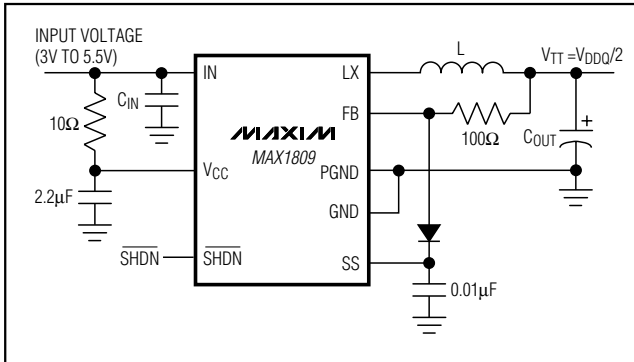 INPUT VOLTAGE
(3V TO 5.5V)
10Ω
CIN
2.2µF
SHDN
IN
VCC
SHDN
MAXIM
MAX1809
LX
FB
PGND
GND
SS
L
100Ω
0.01µF
VTT =VDDQ/2
COUT
+